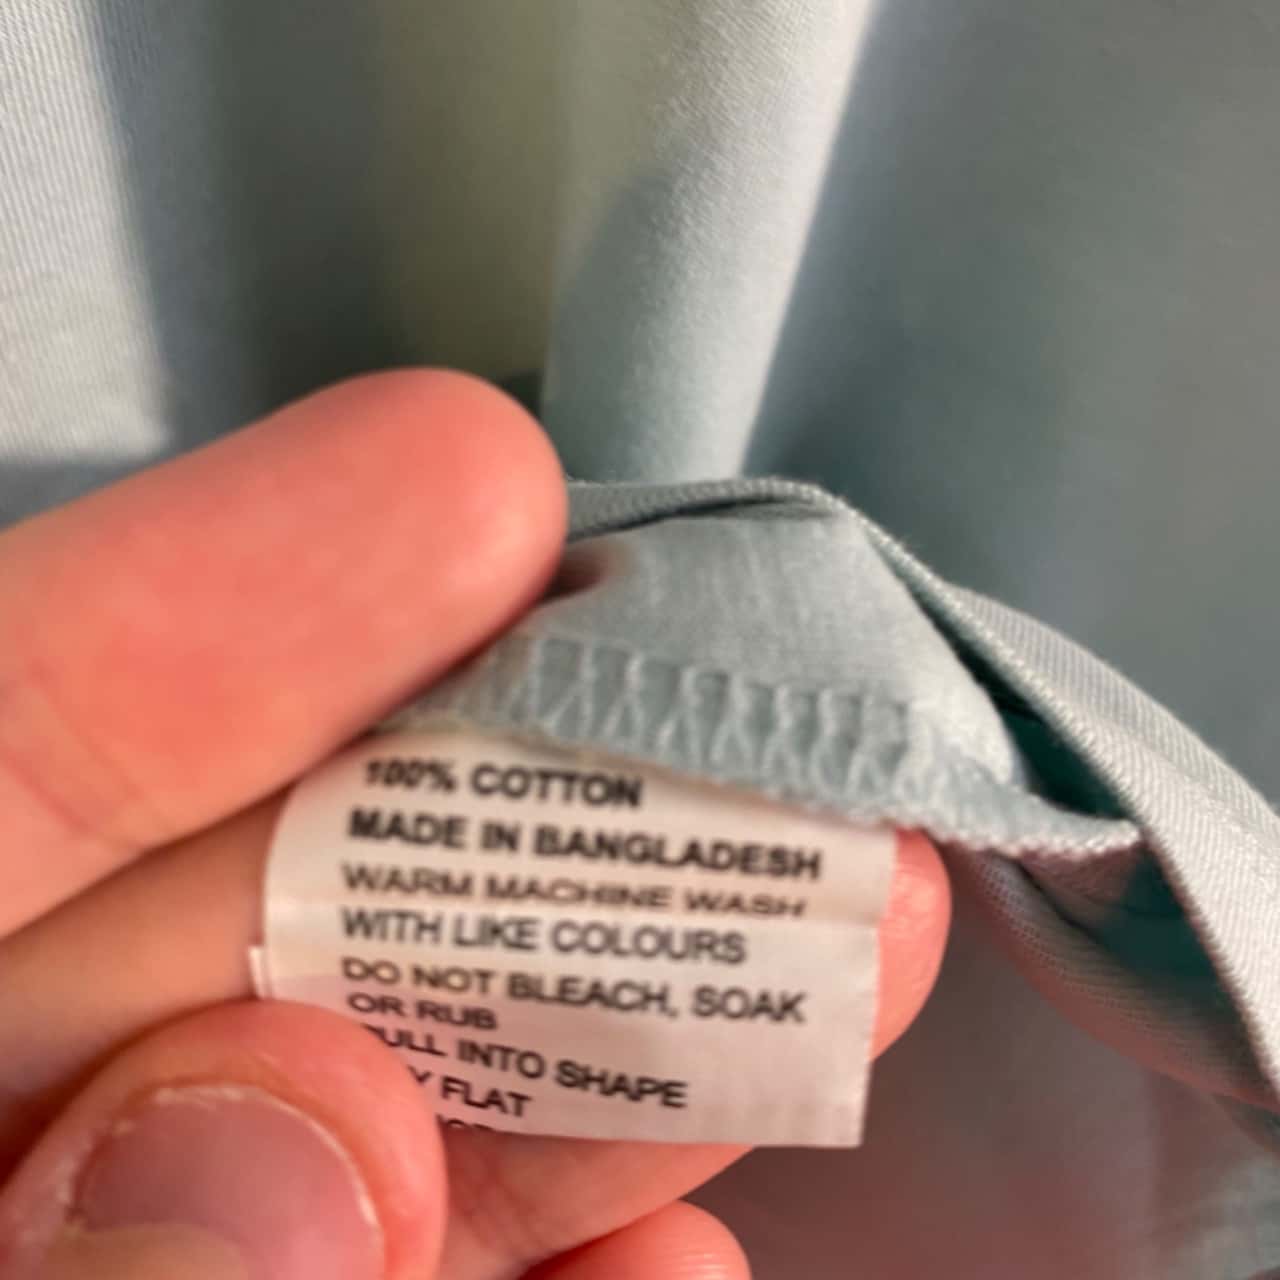 100% COTTON
MADE IN BANGLADESH
WARM MACHINE WASH
WITH LIKE COLOURS
DO NOT BLEACH, SOAK
OR RUB
PULL INTO SHAPE
FLAT